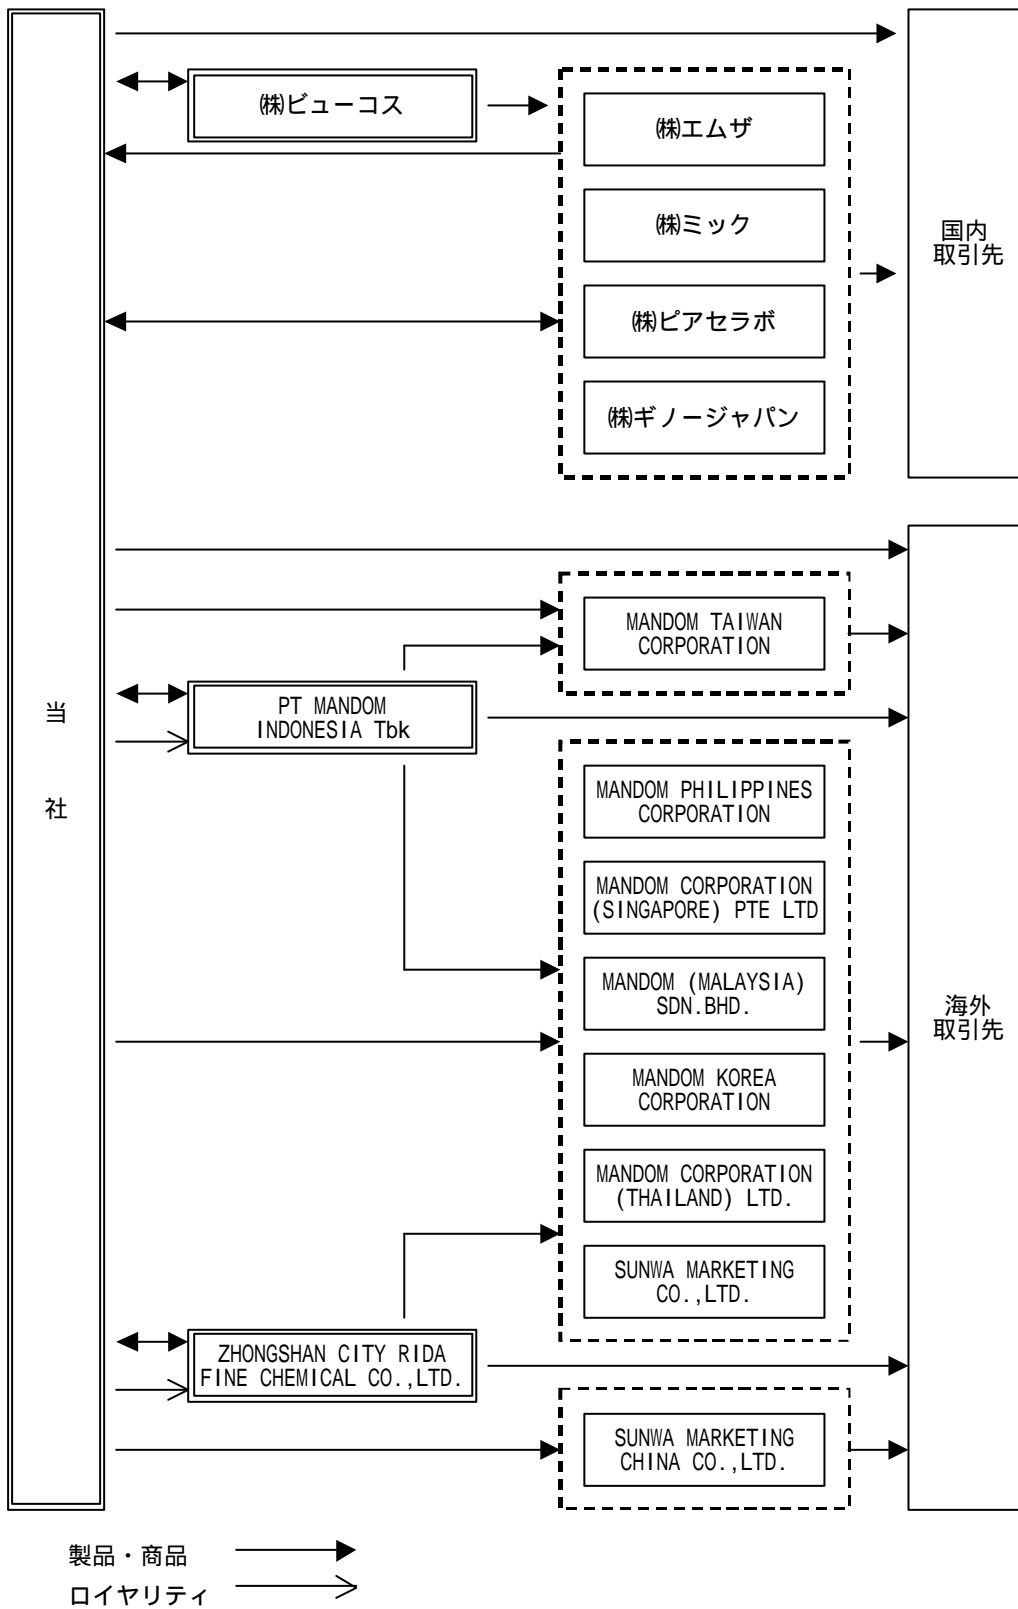 ㈱ビューコス
㈱エムザ
㈱ミック
㈱ピアセラボ
㈱ギノージャパン
国内
取引先
当
社
MANDOM TAIWAN
CORPORATION
PT MANDOM
INDONESIA Tbk
MANDOM PHILIPPINES
CORPORATION
MANDOM CORPORATION
(SINGAPORE) PTE LTD
MANDOM (MALAYSIA)
SDN.BHD.
MANDOM KOREA
CORPORATION
MANDOM CORPORATION
(THAILAND) LTD.
SUNWA MARKETING
CO.,LTD.
海外
取引先
ZHONGSHAN CITY RIDA
FINE CHEMICAL CO.,LTD.
SUNWA MARKETING
CHINA CO.,LTD.
製品・商品
ロイヤリティ